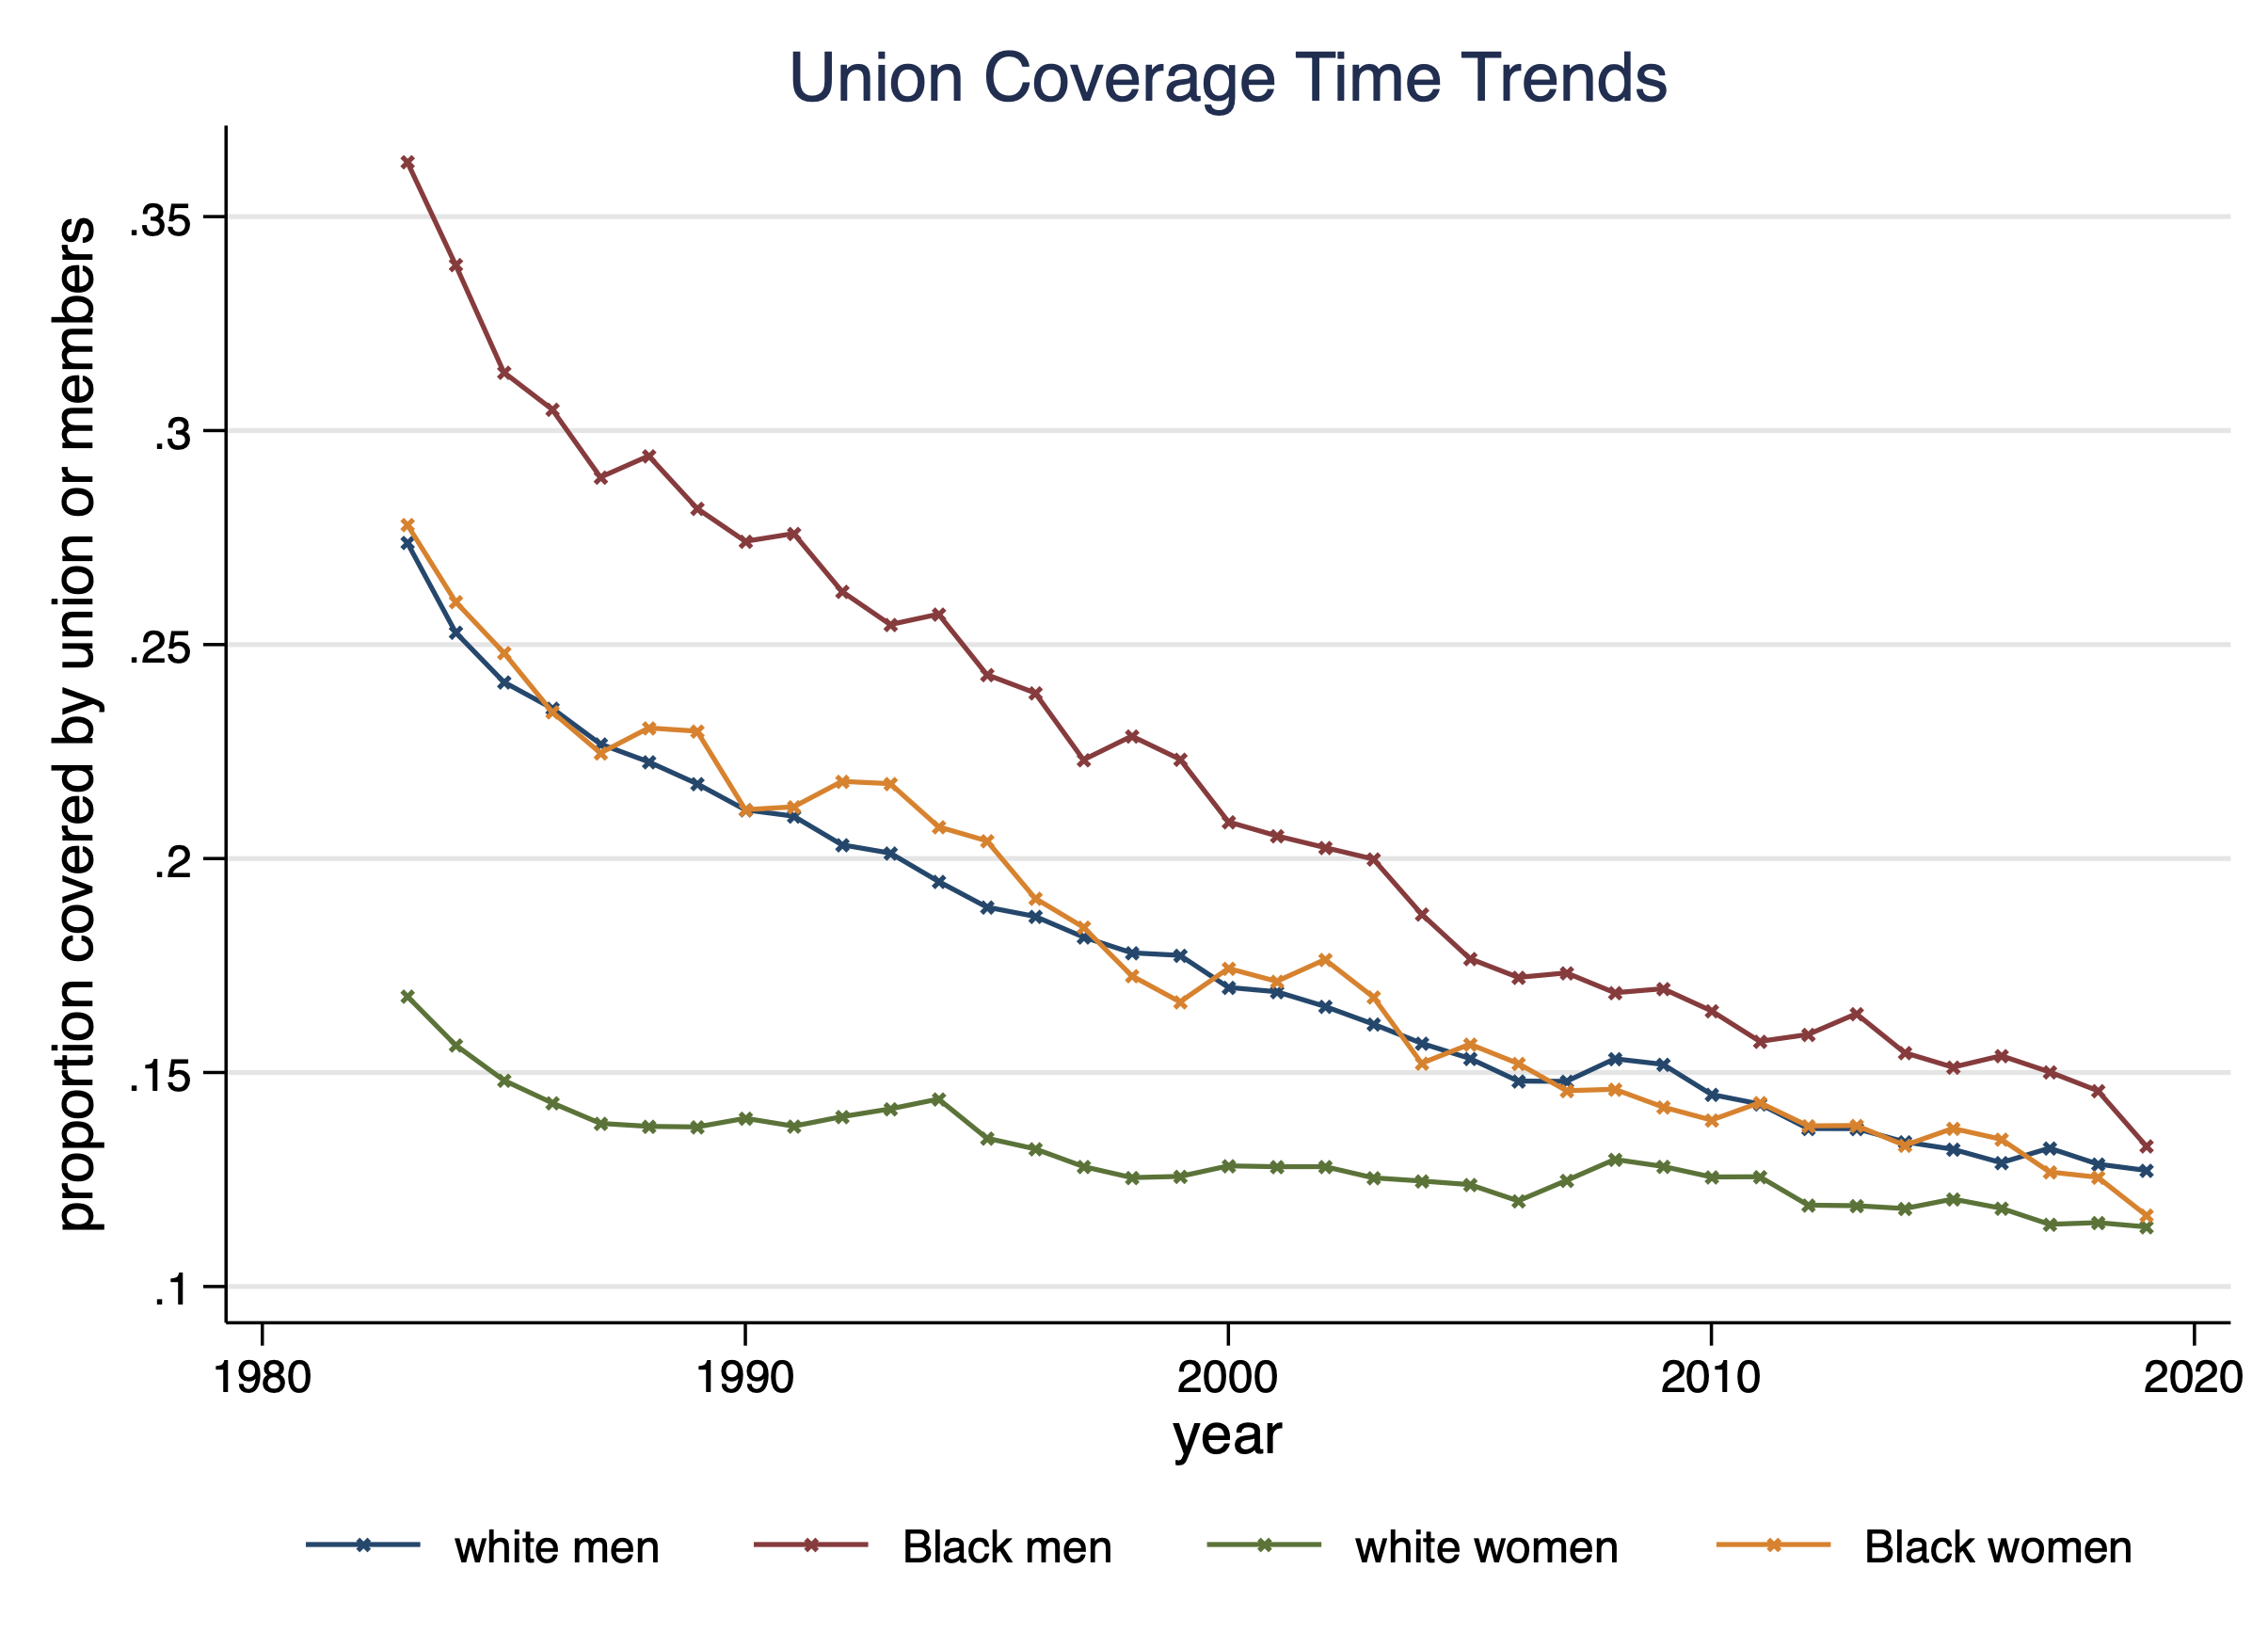 Union Coverage Time Trends
proportion covered by union or members
.35
.3
.25
.2
.15
.1
1980 1990 2000 2010 2020
year
white men Black men white women Black women